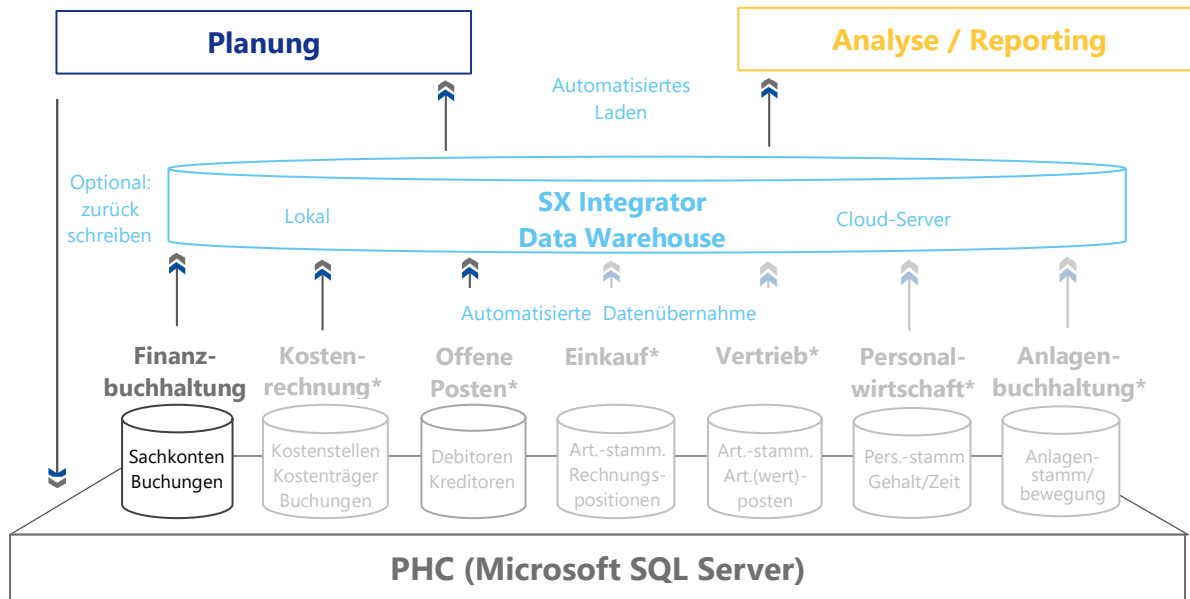 Planung
Analyse / Reporting
Automatisiertes
Laden
Optional:
zurück
schreiben
SX Integrator
Data Warehouse
Lokal
Cloud-Server
Automatisierte Datenübernahme
Finanz-
buchhaltung
Kosten-
rechnung*
Offene
Posten*
Einkauf*
Vertrieb*
Personal-
wirtschaft*
Anlagen-
buchhaltung*
Sachkonten
Buchungen
Kostenstellen
Kostenträger
Buchungen
Debitoren
Kreditoren
Art.-stamm.
Rechnungs-
positionen
Art.-stamm.
Art.(wert)-
posten
Pers.-stamm
Gehalt/Zeit
Anlagen-
stamm/
bewegung
PHC (Microsoft SQL Server)